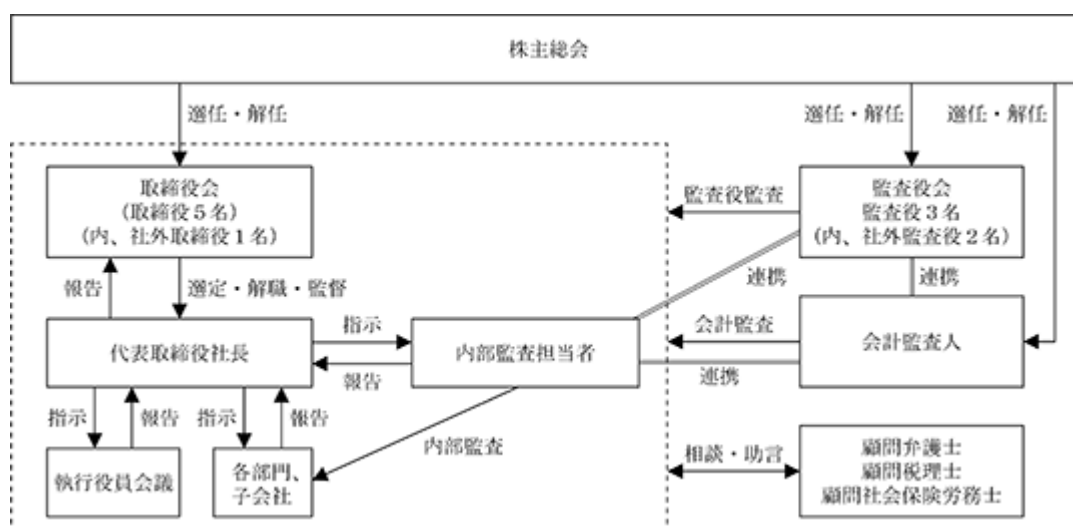 株主総会
選任・解任
選任・解任
選任・解任
取締役会
(取締役5名)
(内、社外取締役1名)
監査役監査
監査役会
監査役3名
(内、社外監査役2名)
報告
選定・解職・監督
連携
連携
代表取締役社長
指示
報告
内部監査担当者
会計監査
連携
会計監査人
指示
報告
指示
報告
内部監査
執行役員会議
各部門、
子会社
相談・助言
顧問弁護士
顧問税理士
顧問社会保険労務士